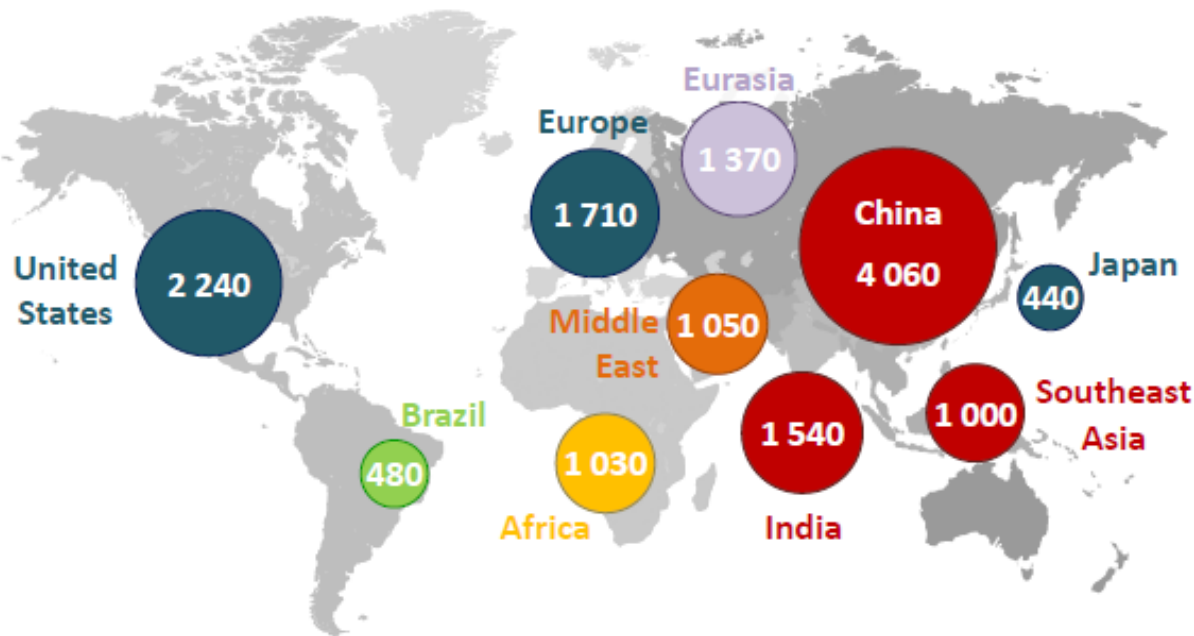 Eurasia
1 370
Europe
1 710
China
4 060
United
States
2 240
Japan
440
Middle
East
1 050
Brazil
480
Africa
1 030
India
1 540
Southeast
Asia
1 000